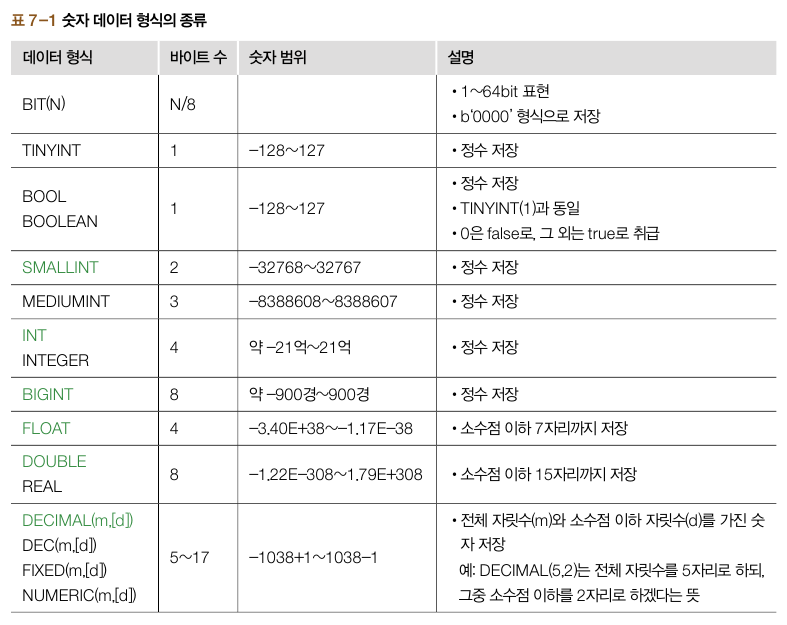 표 7-1 숫자 데이터 형식의 종류
데이터 형식 바이트 수 숫자 범위 설명
BIT(N) N/8 •1~64bit 표현
•b‘0000’ 형식으로 저장
TINYINT 1 -128~127 •정수 저장
BOOL
BOOLEAN 1 -128~127 •정수 저장
•TINYINT(1)과 동일
•0은 false로, 그 외는 true로 취급
SMALLINT 2 -32768~32767 •정수 저장
MEDIUMINT 3 -8388608~8388607 •정수 저장
INT
INTEGER 4 약 -21억~21억 •정수 저장
BIGINT 8 약 -900경~900경 •정수 저장
FLOAT 4 -3.40E+38~-1.17E-38 •소수점 이하 7자리까지 저장
DOUBLE
REAL 8 -1.22E-308~1.79E+308 •소수점 이하 15자리까지 저장
DECIMAL(m,[d])
DEC(m,[d])
FIXED(m,[d])
NUMERIC(m,[d]) 5~17 -1038+1~1038-1 •전체 자릿수(m)와 소수점 이하 자릿수(d)를 가진 숫
자 저장
예: DECIMAL(5,2)는 전체 자릿수를 5자리로 하되,
그중 소수점 이하를 2자리로 하겠다는 뜻